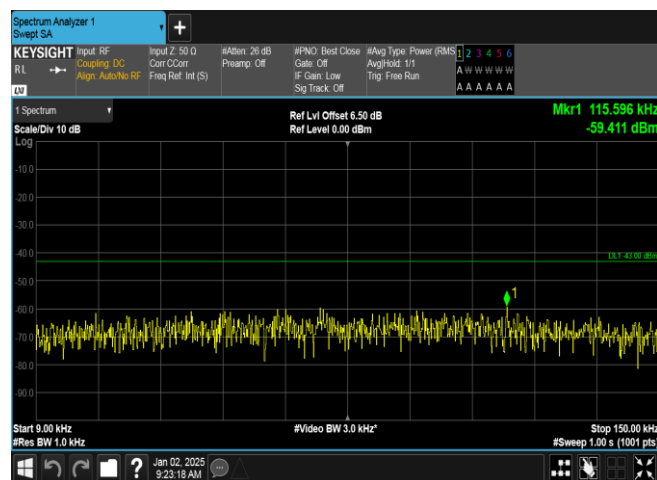 Spectrum Analyzer 1
Swept SA
+
KEYSIGHT
RL
LXI
Input: RF
Coupling: DC
Align: Auto/No RF
Input Z: 50 Ω
Corr CCorr
Freq Ref: Int (S)
#Atten: 26 dB
Preamp: Off
#PNO: Best Close
Gate: Off
IF Gain: Low
Sig Track: Off
#Avg Type: Power (RMS
Avg|Hold: 1/1
Trig: Free Run
1 2 3 4 5 6
A W W W W W
A A A A A A
1 Spectrum
Scale/Div 10 dB
Log
Ref Lvl Offset 6.50 dB
Ref Level 0.00 dBm
Mkr1 115.596 kHz
-59.411 dBm
-10.0
-20.0
-30.0
-40.0
DL1 -43.00 dBm
-50.0
1
-60.0
-70.0
-80.0
-90.0
Start 9.00 kHz
#Res BW 1.0 kHz
#Video BW 3.0 kHz*
Stop 150.00 kHz
#Sweep 1.00 s (1001 pts)
?
Jan 02, 2025
9:23:18 AM